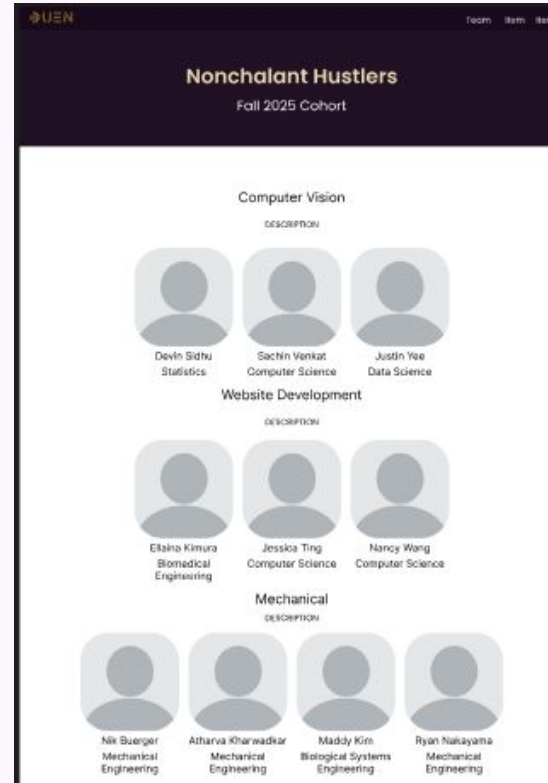 Team Item
Nonchalant Hustlers
Fall 2025 Cohort
Computer Vision
DESCRIPTION
Devin Sidhu Sachin Venkat Justin Yee
Statistics Computer Science Data Science
Website Development
DESCRIPTION
Ellaina Kimura Jessica Ting Nancy Wang
Biomedical Computer Science Computer Science
Engineering
Mechanical
DESCRIPTION
Nik Buerger Atharva Kharwadkar Maddy Kim Ryan Nakayama
Mechanical Mechanical Biological Systems Mechanical
Engineering Engineering Engineering Engineering